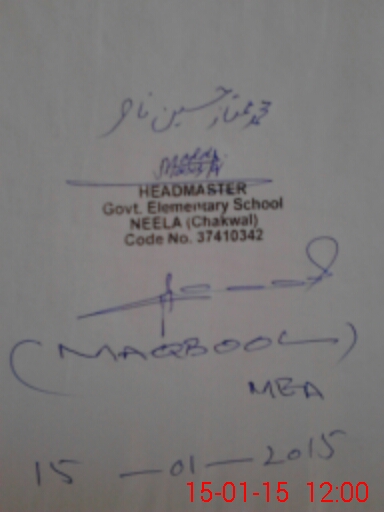 محمد ممتاز حسین ناصر
HEADMASTER
Govt. Elementary School
NEELA (Chakwal)
Code No. 37410342
(MAQBOOL)
MEA
15 — 01 — 2015
15-01-15 12:00